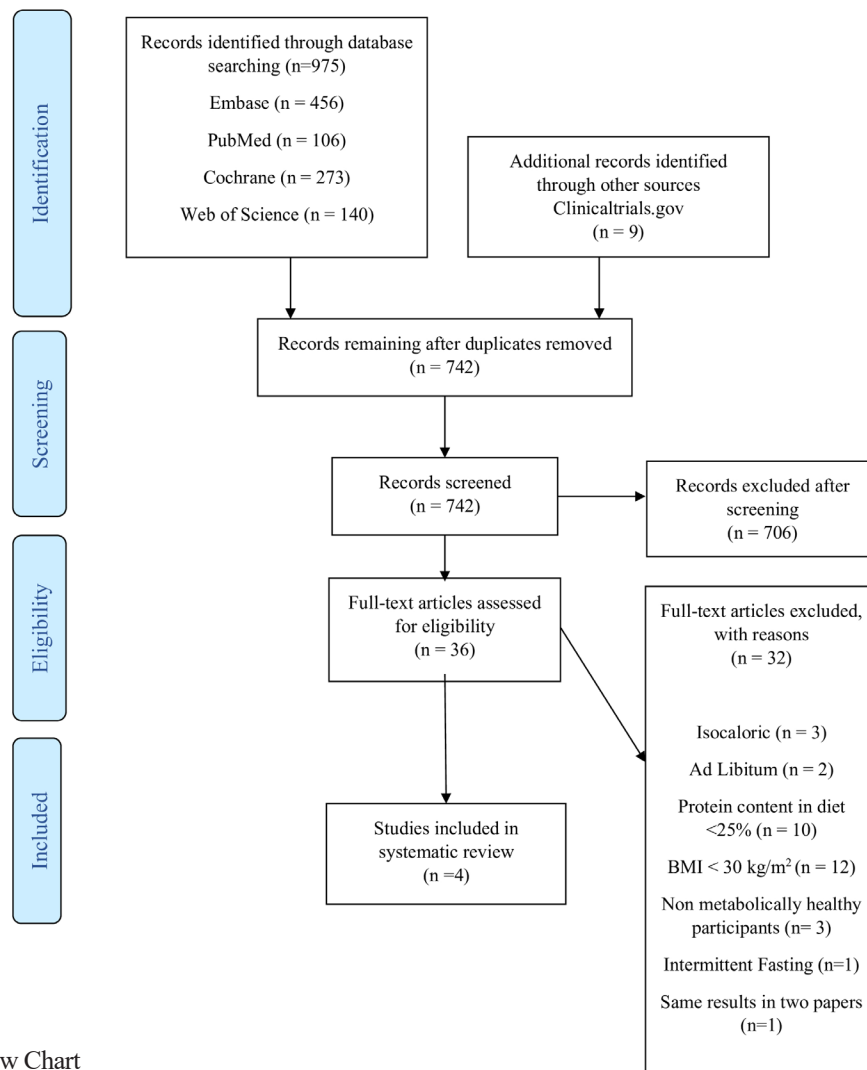 Identification
Records identified through database
searching (n=975)
Embase (n = 456)
PubMed (n = 106)
Cochrane (n = 273)
Web of Science (n = 140)
Additional records identified
through other sources
Clinicaltrials.gov
(n = 9)
Records remaining after duplicates removed
(n = 742)
Screening
Records screened
(n = 742)
Records excluded after
screening
(n = 706)
Eligibility
Full-text articles assessed
for eligibility
(n = 36)
Full-text articles excluded,
with reasons
(n = 32)
Isocaloric (n = 3)
Ad Libitum (n = 2)
Protein content in diet
<25% (n = 10)
BMI < 30 kg/m² (n = 12)
Non metabolically healthy
participants (n= 3)
Intermittent Fasting (n=1)
Same results in two papers
(n=1)
Included
Studies included in
systematic review
(n =4)
w Chart